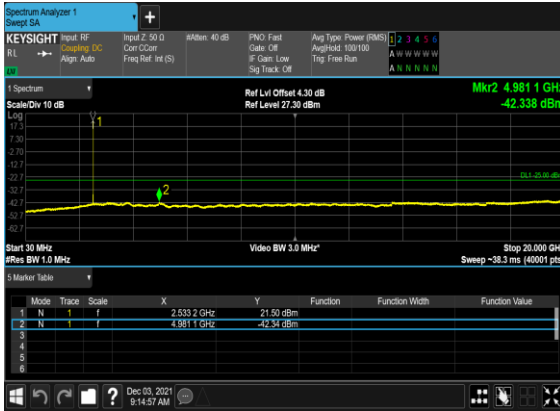 Spectrum Analyzer 1
Swept SA
+
KEYSIGHT Input: RF Input Z: 50 Ω #Atten: 40 dB PNO: Fast Avg Type: Power (RMS) 1 2 3 4 5 6
RL Coupling: DC Corr CCorr Gate: Off Avg|Hold: 100/100 A W W W W W
Align: Auto Freq Ref: Int (S) IF Gain: Low Trig: Free Run
Sig Track: Off A N N N N N
1 Spectrum Ref Lvl Offset 4.30 dB Mkr2 4.981 1 GHz
Scale/Div 10 dB Ref Level 27.30 dBm -42.338 dBm
Log
17.3
7.30
-2.70
-12.7
-22.7
-32.7
-42.7
-52.7
-62.7
1
2
DL1 -25.00 dBm
Start 30 MHz Video BW 3.0 MHz* Stop 20.000 GH
#Res BW 1.0 MHz Sweep ~38.3 ms (40001 pts
5 Marker Table
Mode Trace Scale X Y Function Function Width Function Value
1 N 1 f 2.533 2 GHz 21.50 dBm
2 N 1 f 4.981 1 GHz -42.34 dBm
3
4
5
6
? Dec 03, 2021
9:14:57 AM